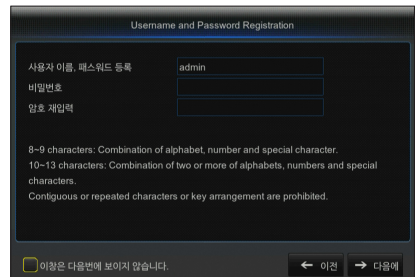 Username and Password Registration
사용자 이름, 패스워드 등록
admin
비밀번호
암호 재입력
8~9 characters: Combination of alphabet, number and special character.
10~13 characters: Combination of two or more of alphabets, numbers and special
characters.
Contiguous or repeated characters or key arrangement are prohibited.
이창은 다음번에 보이지 않습니다.
이전
다음에